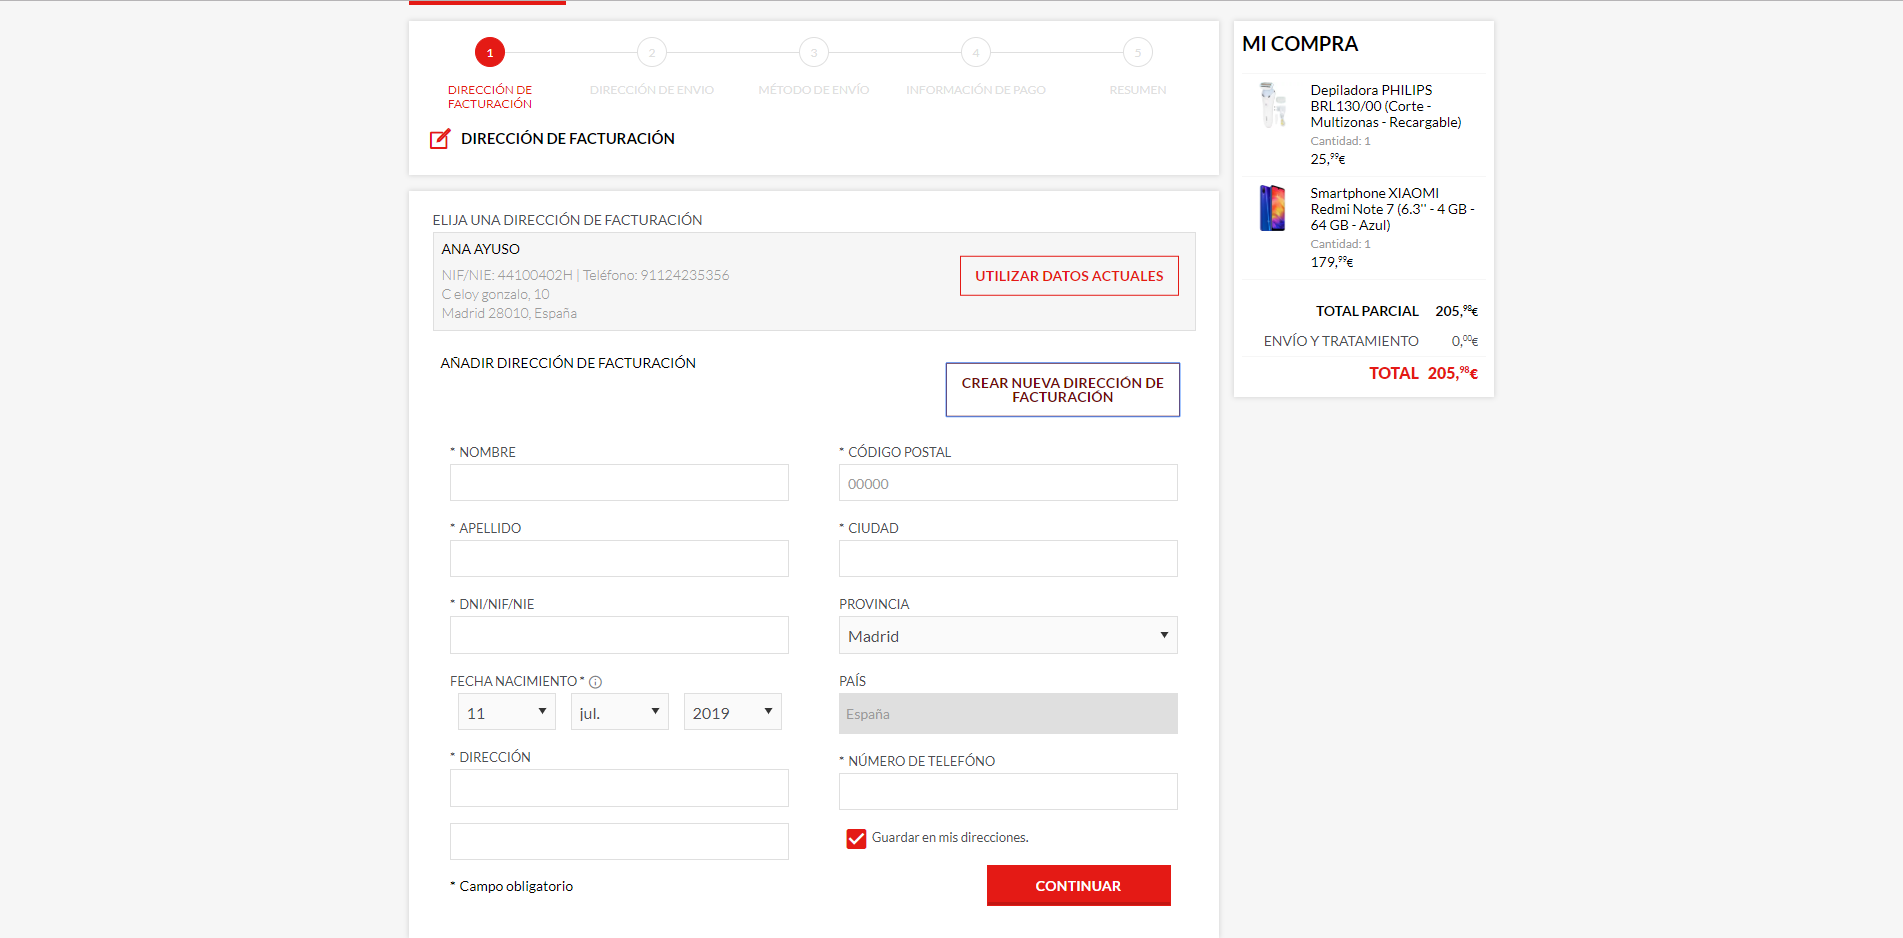 1
2
3
4
5
DIRECCIÓN DE
FACTURACIÓN
DIRECCIÓN DE ENVIO
MÉTODO DE ENVÍO
INFORMACIÓN DE PAGO
RESUMEN
DIRECCIÓN DE FACTURACIÓN
ELIJA UNA DIRECCIÓN DE FACTURACIÓN
ANA AYUSO
NIF/NIE: 44100402H | Teléfono: 91124235356
C eloy gonzalo, 10
Madrid 28010, España
UTILIZAR DATOS ACTUALES
AÑADIR DIRECCIÓN DE FACTURACIÓN
CREAR NUEVA DIRECCIÓN DE
FACTURACIÓN
* NOMBRE
* APELLIDO
* DNI/NIF/NIE
FECHA NACIMIENTO *
11
jul.
2019
* DIRECCIÓN
* Campo obligatorio
* CÓDIGO POSTAL
00000
* CIUDAD
PROVINCIA
Madrid
PAÍS
España
* NÚMERO DE TELEFÓNO
Guardar en mis direcciones.
CONTINUAR
MI COMPRA
Depiladora PHILIPS
BRL130/00 (Corte -
Multizonas - Recargable)
Cantidad: 1
25,99€
Smartphone XIAOMI
Redmi Note 7 (6.3'' - 4 GB -
64 GB - Azul)
Cantidad: 1
179,99€
TOTAL PARCIAL 205,98€
ENVÍO Y TRATAMIENTO 0,00€
TOTAL 205,98€